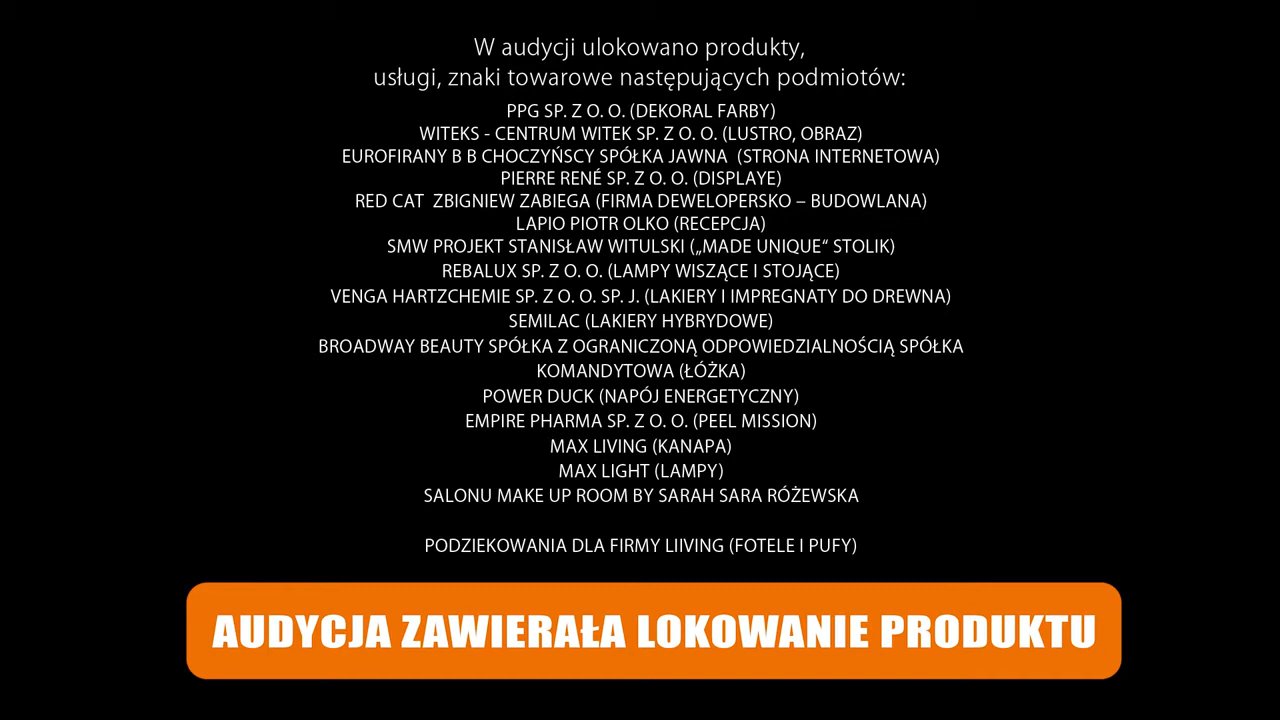 W audycji ulokowano produkty,
usługi, znaki towarowe następujących podmiotów:
PPG SP. Z O. O. (DEKORAL FARBY)
WITEKS - CENTRUM WITEK SP. Z O. O. (LUSTRO, OBRAZ)
EUROFIRANY B B CHOCZYŃSCY SPÓŁKA JAWNA (STRONA INTERNETOWA)
PIERRE RENÉ SP. Z O. O. (DISPLAYE)
RED CAT ZBIGNIEW ZABIEGA (FIRMA DEWELOPERSKO – BUDOWLANA)
LAPIO PIOTR OLKO (RECEPCJA)
SMW PROJEKT STANISŁAW WITULSKI („MADE UNIQUE“ STOLIK)
REBALUX SP. Z O. O. (LAMPY WISZĄCE I STOJĄCE)
VENGA HARTZCHEMIE SP. Z O. O. SP. J. (LAKIERY I IMPREGNATY DO DREWNA)
SEMILAC (LAKIERY HYBRYDOWE)
BROADWAY BEAUTY SPÓŁKA Z OGRANICZONĄ ODPOWIEDZIALNOŚCIĄ SPÓŁKA
KOMANDYTOWA (ŁÓŻKA)
POWER DUCK (NAPÓJ ENERGETYCZNY)
EMPIRE PHARMA SP. Z O. O. (PEEL MISSION)
MAX LIVING (KANAPA)
MAX LIGHT (LAMPY)
SALONU MAKE UP ROOM BY SARAH SARA RÓŻEWSKA
PODZIEKOWANIA DLA FIRMY LIIVING (FOTELE I PUFY)
AUDYCJA ZAWIERAŁA LOKOWANIE PRODUKTU